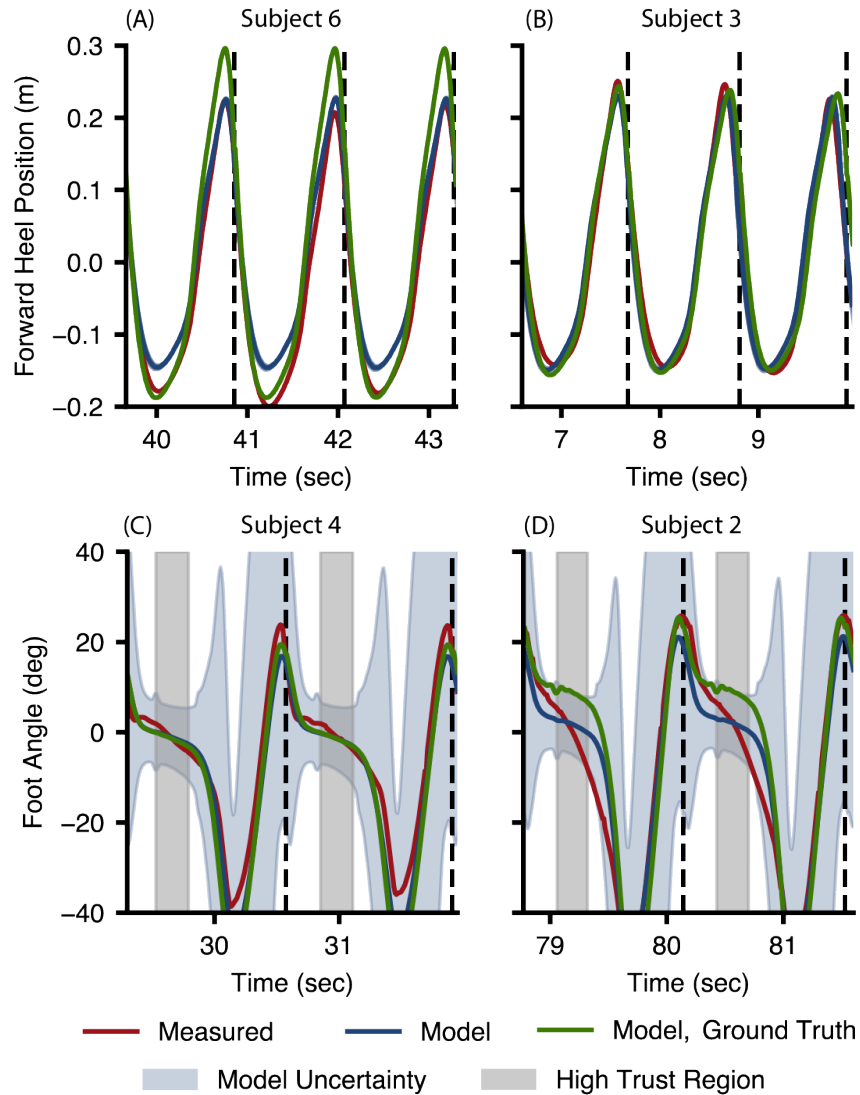 (A) Subject 6
(B) Subject 3
Forward Heel Position (m)
0.3
0.2
0.1
0.0
−0.1
−0.2
40 41 42 43
7 8 9
Time (sec)
Time (sec)
(C) Subject 4
(D) Subject 2
Foot Angle (deg)
40
20
0
−20
−40
30 31
79 80 81
Time (sec)
Time (sec)
Measured Model Model, Ground Truth
Model Uncertainty High Trust Region